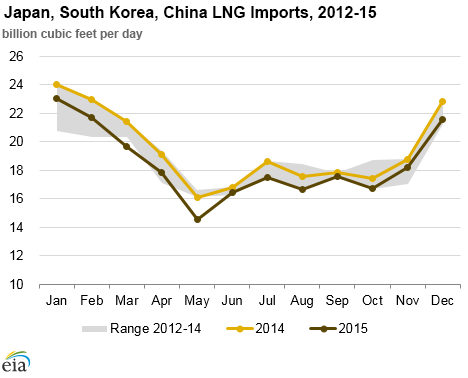 Japan, South Korea, China LNG Imports, 2012-15
billion cubic feet per day
26
24
22
20
18
16
14
12
10
Jan Feb Mar Apr May Jun Jul Aug Sep Oct Nov Dec
Range 2012-14 2014 2015
eia